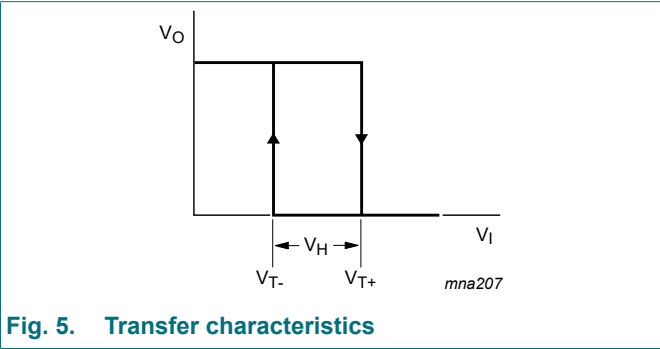 VO
VH
VI
VT-
VT+
mna207
Fig. 5. Transfer characteristics